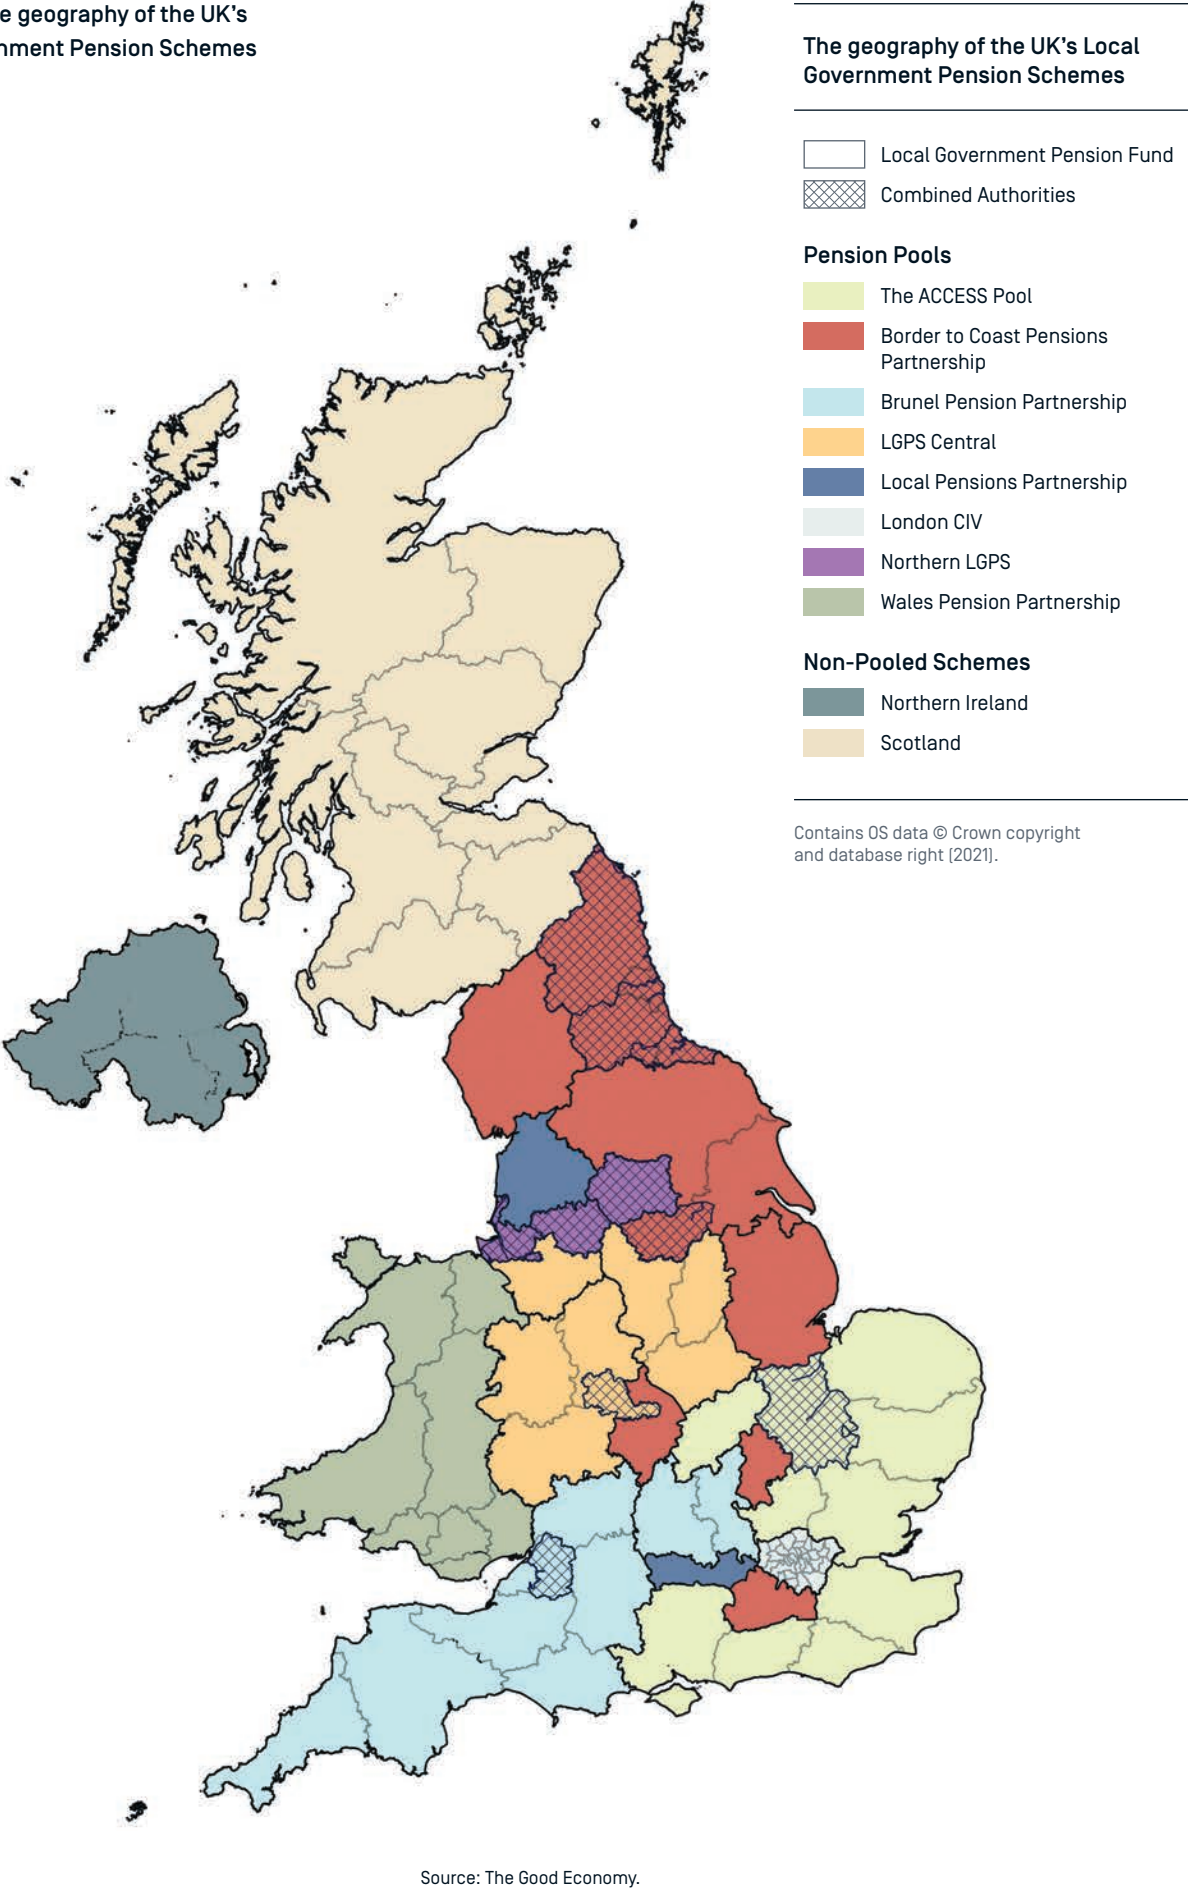 e geography of the UK's
nment Pension Schemes
The geography of the UK's Local
Government Pension Schemes
Local Government Pension Fund
Combined Authorities
Pension Pools
The ACCESS Pool
Border to Coast Pensions
Partnership
Brunel Pension Partnership
LGPS Central
Local Pensions Partnership
London CIV
Northern LGPS
Wales Pension Partnership
Non-Pooled Schemes
Northern Ireland
Scotland
Contains OS data © Crown copyright
and database right (2021).
Source: The Good Economy.